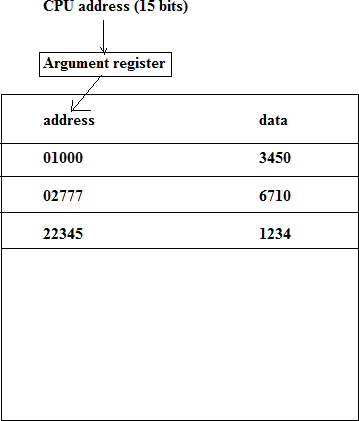 CPU address (15 bits)
Argument register
address data
01000 3450
02777 6710
22345 1234